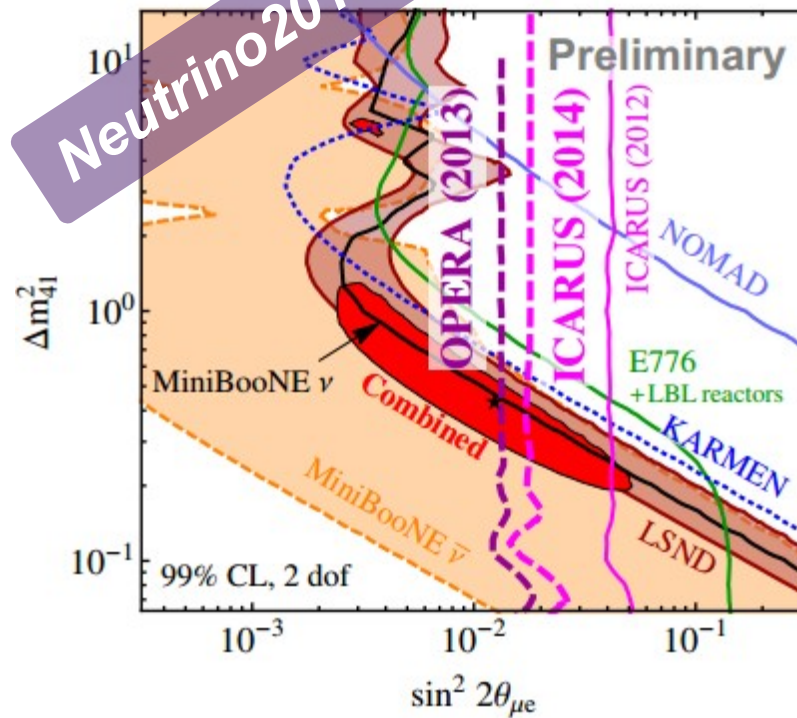 Neutrino201
Preliminary
10¹
10⁰
10⁻¹
Δm²₄₁
OPERA (2013)
ICARUS (2014)
ICARUS (2012)
NOMAD
E776
+LBL reactors
KARMEN
LSND
MiniBooNE ν
Combined
MiniBooNE ν̄
99% CL, 2 dof
10⁻³ 10⁻² 10⁻¹
sin² 2θμe